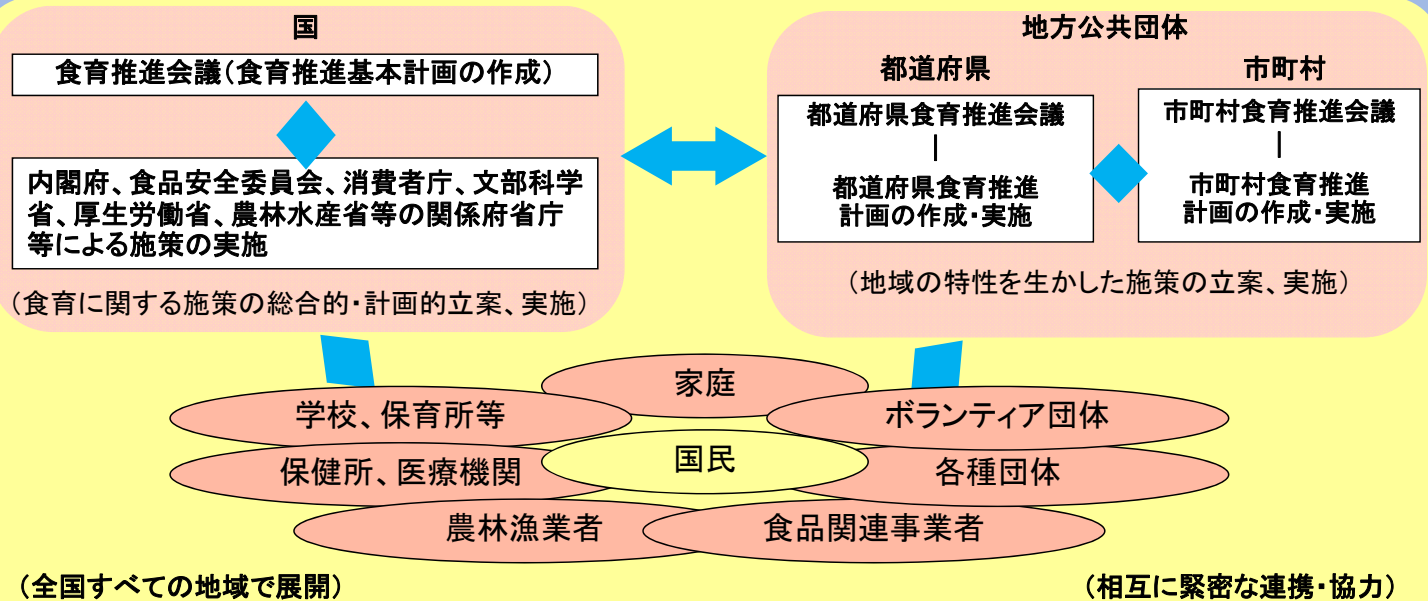 国
食育推進会議(食育推進基本計画の作成)
内閣府、食品安全委員会、消費者庁、文部科学
省、厚生労働省、農林水産省等の関係府省庁
等による施策の実施
(食育に関する施策の総合的・計画的立案、実施)
地方公共団体
都道府県
都道府県食育推進会議
都道府県食育推進
計画の作成・実施
市町村
市町村食育推進会議
市町村食育推進
計画の作成・実施
(地域の特性を生かした施策の立案、実施)
家庭
学校、保育所等
ボランティア団体
国民
保健所、医療機関
各種団体
農林漁業者
食品関連事業者
(全国すべての地域で展開)
(相互に緊密な連携・協力)